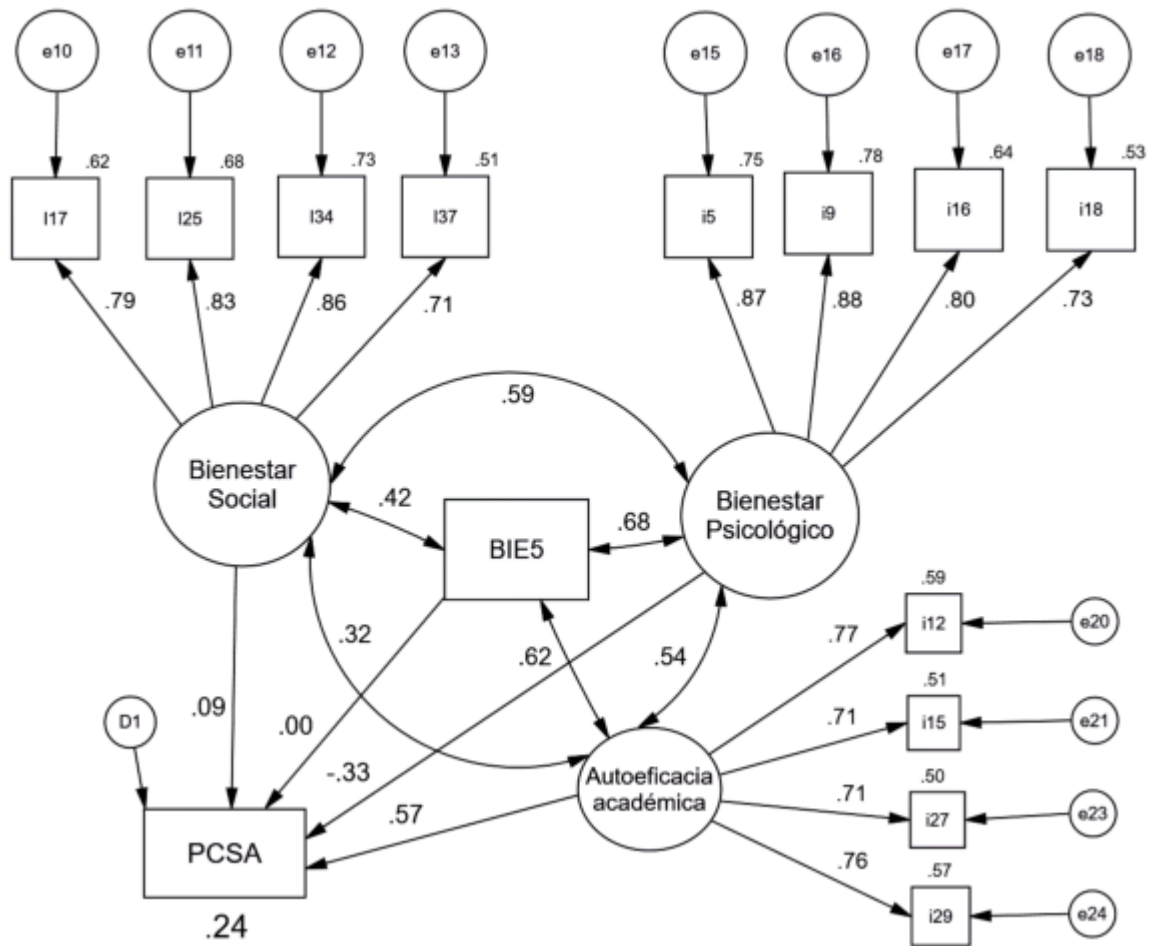 e10 e11 e12 e13 e15 e16 e17 e18
.62 .68 .73 .51 .75 .78 .64 .53
I17 I25 I34 I37 i5 i9 i16 i18
.79 .83 .86 .71 .87 .88 .80 .73
.59
Bienestar
Social
.42
BIE5
.68
Bienestar
Psicológico
.32
.62
.54
.59
.77
i12
e20
.09
.00
-.33
.57
D1
.51
.71
i15
e21
Autoeficacia
académica
.50
.71
i27
e23
PCSA
.24
.76
.57
i29
e24